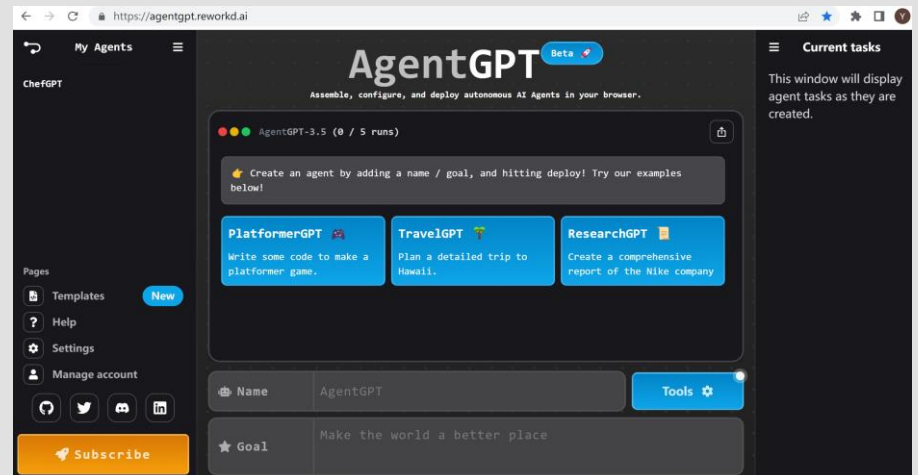 https://agentgpt.reworkd.ai
Y
My Agents
ChefGPT
Pages
Templates
New
Help
Settings
Manage account
Subscribe
AgentGPT
Beta 🚀
Assemble, configure, and deploy autonomous AI Agents in your browser.
AgentGPT-3.5 (0 / 5 runs)
👉 Create an agent by adding a name / goal, and hitting deploy! Try our examples
below!
PlatformerGPT 🎮
Write some code to make a
platformer game.
TravelGPT 🌴
Plan a detailed trip to
Hawaii.
ResearchGPT 📜
Create a comprehensive
report of the Nike company
Name
AgentGPT
Tools
Goal
Make the world a better place
Current tasks
This window will display
agent tasks as they are
created.